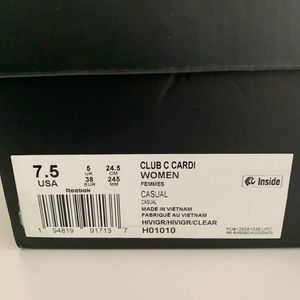 7.5
USA
5
UK
24.5
CM
38
EUR
245
MM
Reebok
CLUB C CARDI
WOMEN
FEMMES
CASUAL
CASUAL
MADE IN VIETNAM
FABRIQUÉ AU VIETNAM
HIVIGR/HIVIGR/CLEAR
H01010
Inside
1 94819 91713 7